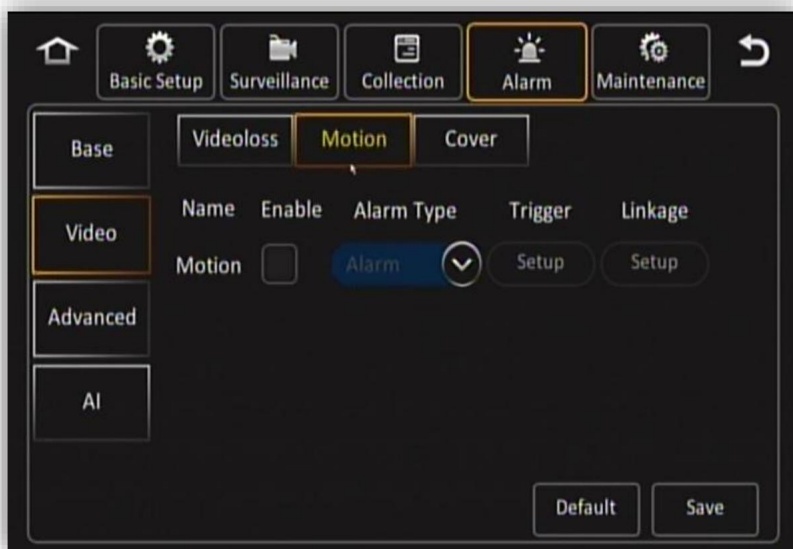 Basic Setup Surveillance Collection Alarm Maintenance
Base
Video
Advanced
AI
Videoloss Motion Cover
Name Enable Alarm Type Trigger Linkage
Motion Alarm Setup Setup
Default Save